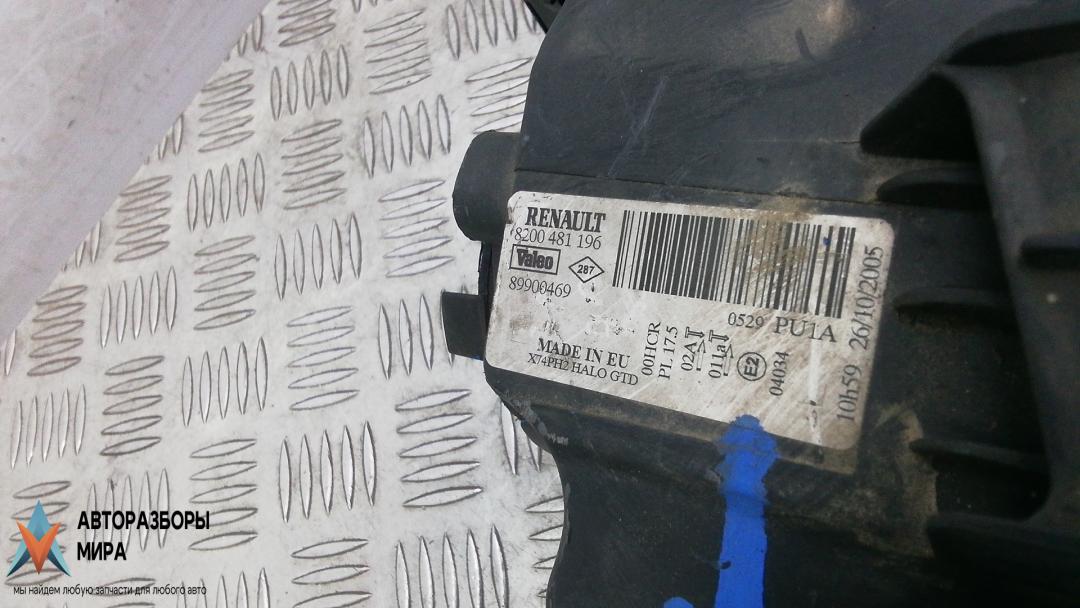 RENAULT
8200 481 196
Valeo
287
89900469
MADE IN EU
X74PH2 HALO GTD
00HCR
PL 17.5
02A
01a
E2
04034
0529 PU1A
10h59 26/10/2005
АВТОРАЗБОРЫ
МИРА
мы найдем любую запчасти для любого авто